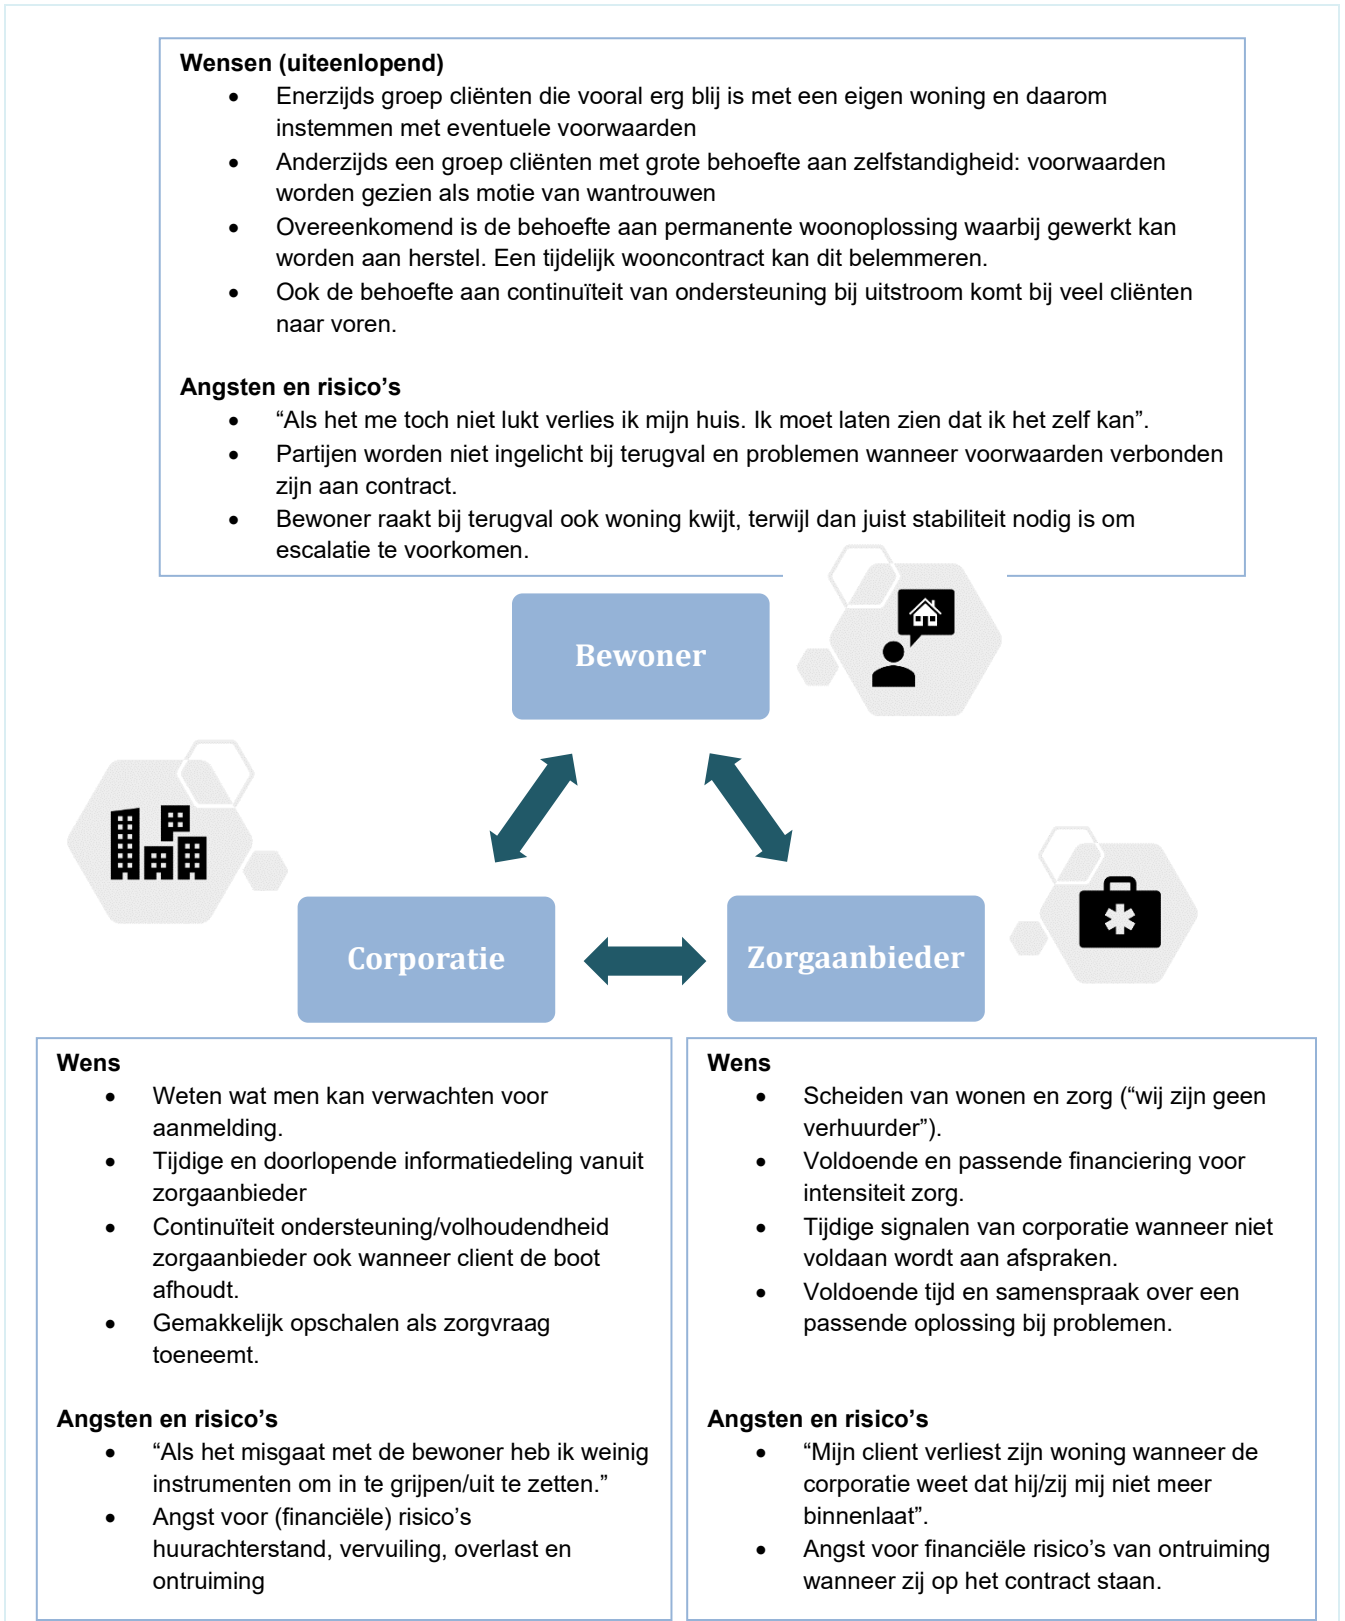 Wensen (uiteenlopend)
• Enerzijds groep cliënten die vooral erg blij is met een eigen woning en daarom
instemmen met eventuele voorwaarden
• Anderzijds een groep cliënten met grote behoefte aan zelfstandigheid: voorwaarden
worden gezien als motie van wantrouwen
• Overeenkomend is de behoefte aan permanente woonoplossing waarbij gewerkt kan
worden aan herstel. Een tijdelijk wooncontract kan dit belemmeren.
• Ook de behoefte aan continuïteit van ondersteuning bij uitstroom komt bij veel cliënten
naar voren.
Angsten en risico’s
• “Als het me toch niet lukt verlies ik mijn huis. Ik moet laten zien dat ik het zelf kan”.
• Partijen worden niet ingelicht bij terugval en problemen wanneer voorwaarden verbonden
zijn aan contract.
• Bewoner raakt bij terugval ook woning kwijt, terwijl dan juist stabiliteit nodig is om
escalatie te voorkomen.
Bewoner
Corporatie
Zorgaanbieder
Wens
• Weten wat men kan verwachten voor
aanmelding.
• Tijdige en doorlopende informatiedeling vanuit
zorgaanbieder
• Continuïteit ondersteuning/volhoudendheid
zorgaanbieder ook wanneer client de boot
afhoudt.
• Gemakkelijk opschalen als zorgvraag
toeneemt.
Angsten en risico’s
• “Als het misgaat met de bewoner heb ik weinig
instrumenten om in te grijpen/uit te zetten.”
• Angst voor (financiële) risico’s
huurachterstand, vervuiling, overlast en
ontruiming
Wens
• Scheiden van wonen en zorg (“wij zijn geen
verhuurder”).
• Voldoende en passende financiering voor
intensiteit zorg.
• Tijdige signalen van corporatie wanneer niet
voldaan wordt aan afspraken.
• Voldoende tijd en samenspraak over een
passende oplossing bij problemen.
Angsten en risico’s
• “Mijn client verliest zijn woning wanneer de
corporatie weet dat hij/zij mij niet meer
binnenlaat”.
• Angst voor financiële risico’s van ontruiming
wanneer zij op het contract staan.